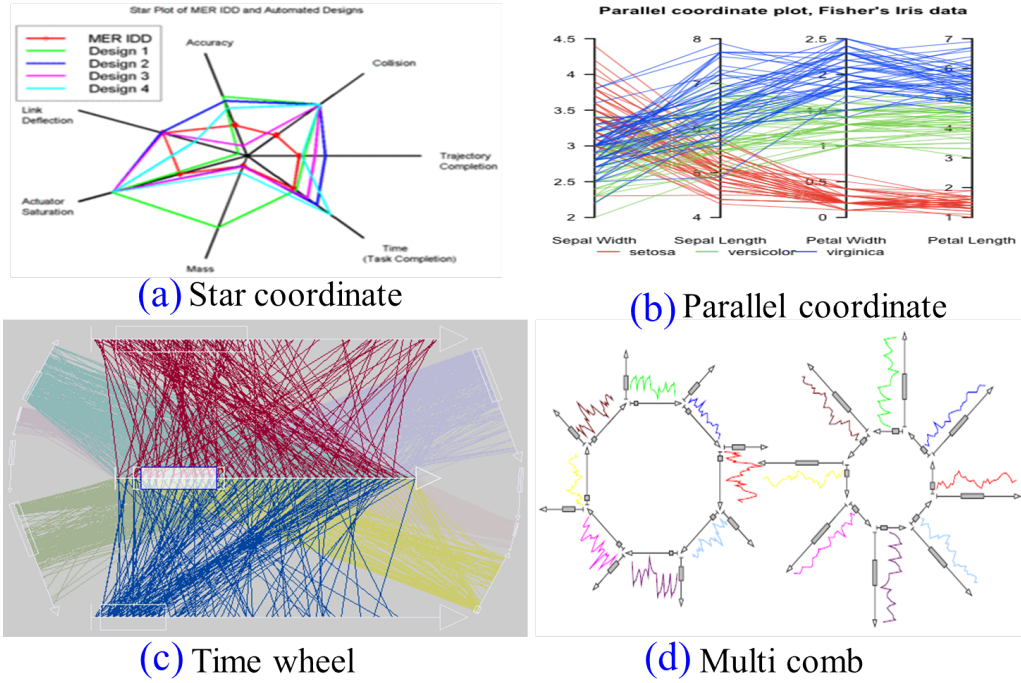 Star Plot of MER IDD and Automated Designs
MER IDD
Design 1
Design 2
Design 3
Design 4
Accuracy
Collision
Link
Deflection
Trajectory
Completion
Actuator
Saturation
Mass
Time
(Task Completion)
(a) Star coordinate
Parallel coordinate plot, Fisher's Iris data
4.5 8 2.5 7
4 2 6
3.5 5
3 6 1 4
3
2.5 0.5 2
2 4 0 1
Sepal Width Sepal Length Petal Width Petal Length
setosa versicolor virginica
(b) Parallel coordinate
(c) Time wheel
(d) Multi comb